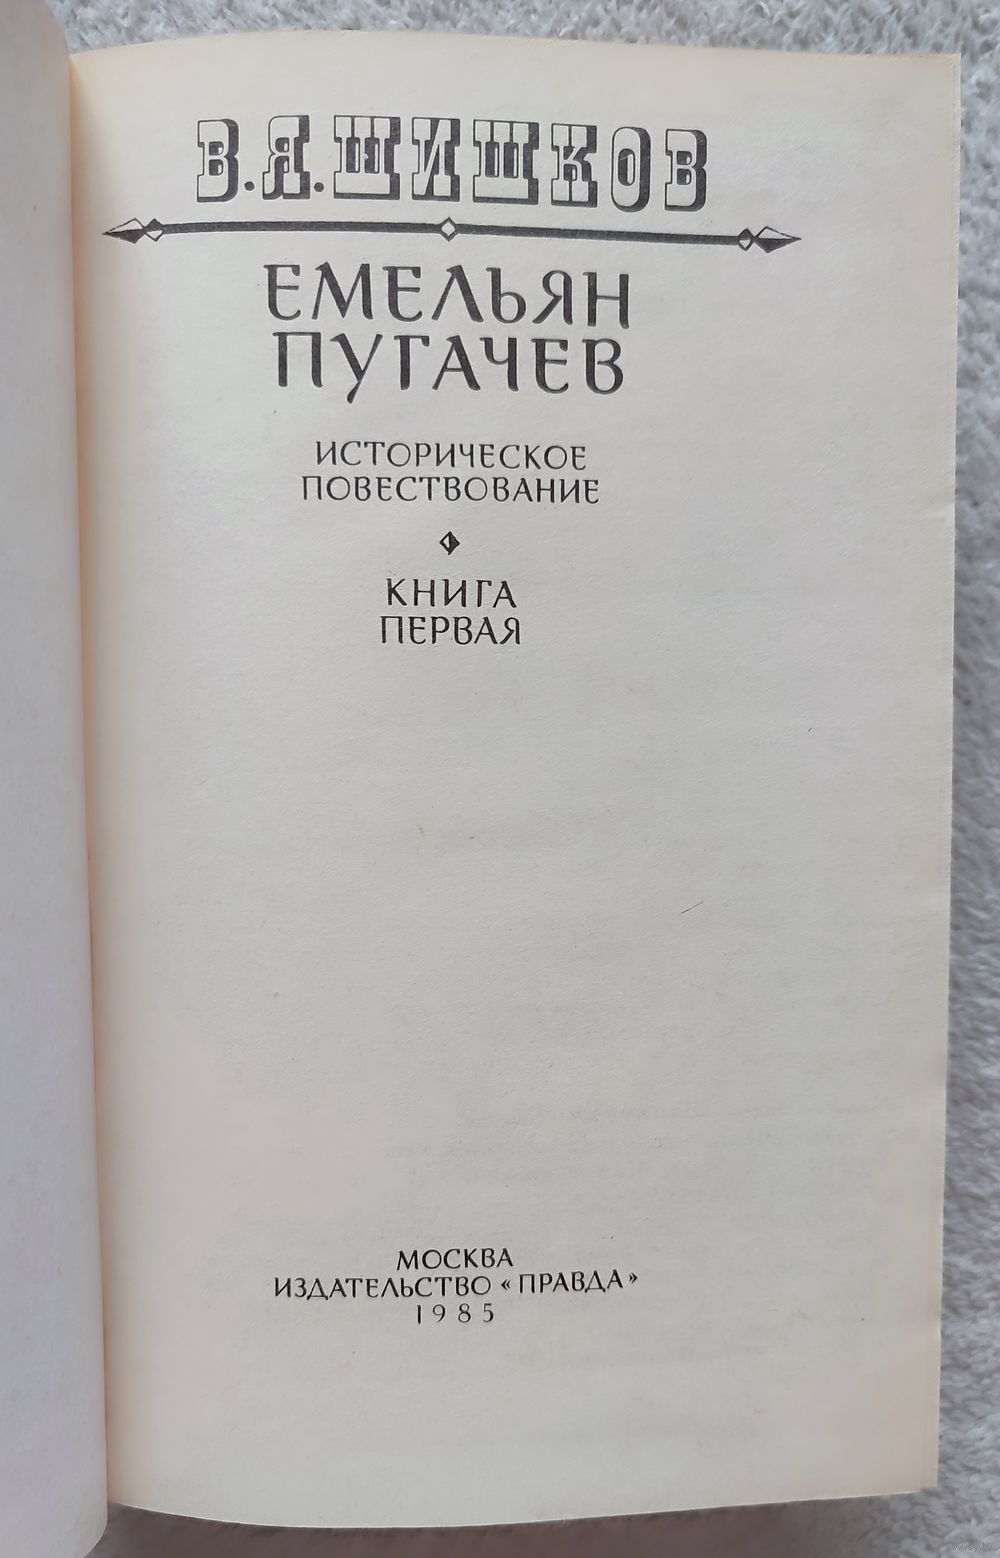 В.Я.ШИШКОВ
ЕМЕЛЬЯН
ПУГАЧЕВ
ИСТОРИЧЕСКОЕ
ПОВЕСТВОВАНИЕ
КНИГА
ПЕРВАЯ
МОСКВА
ИЗДАТЕЛЬСТВО «ПРАВДА»
1985